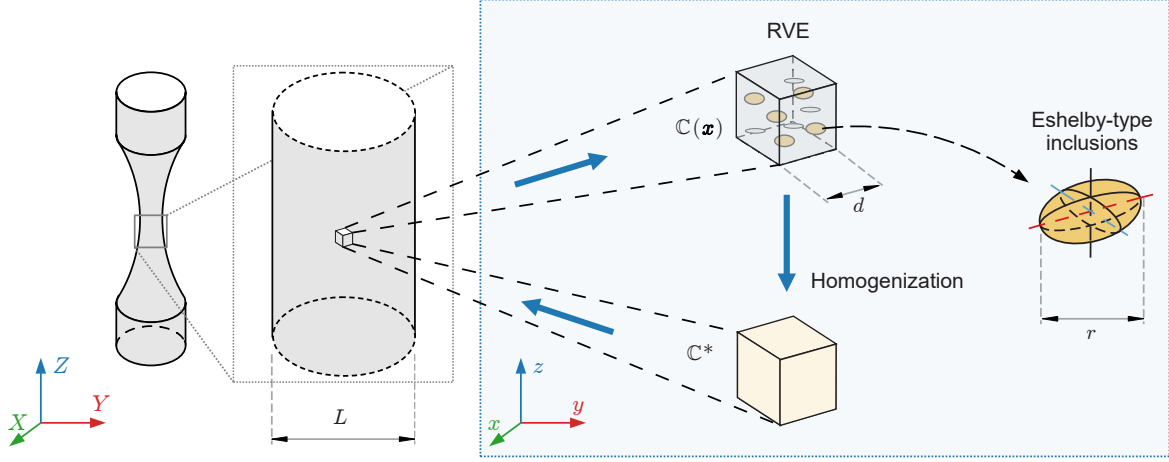 RVE
ℂ(𝒙)
Eshelby-type
inclusions
d
Homogenization
r
ℂ*
Z
Y
X
L
z
y
x